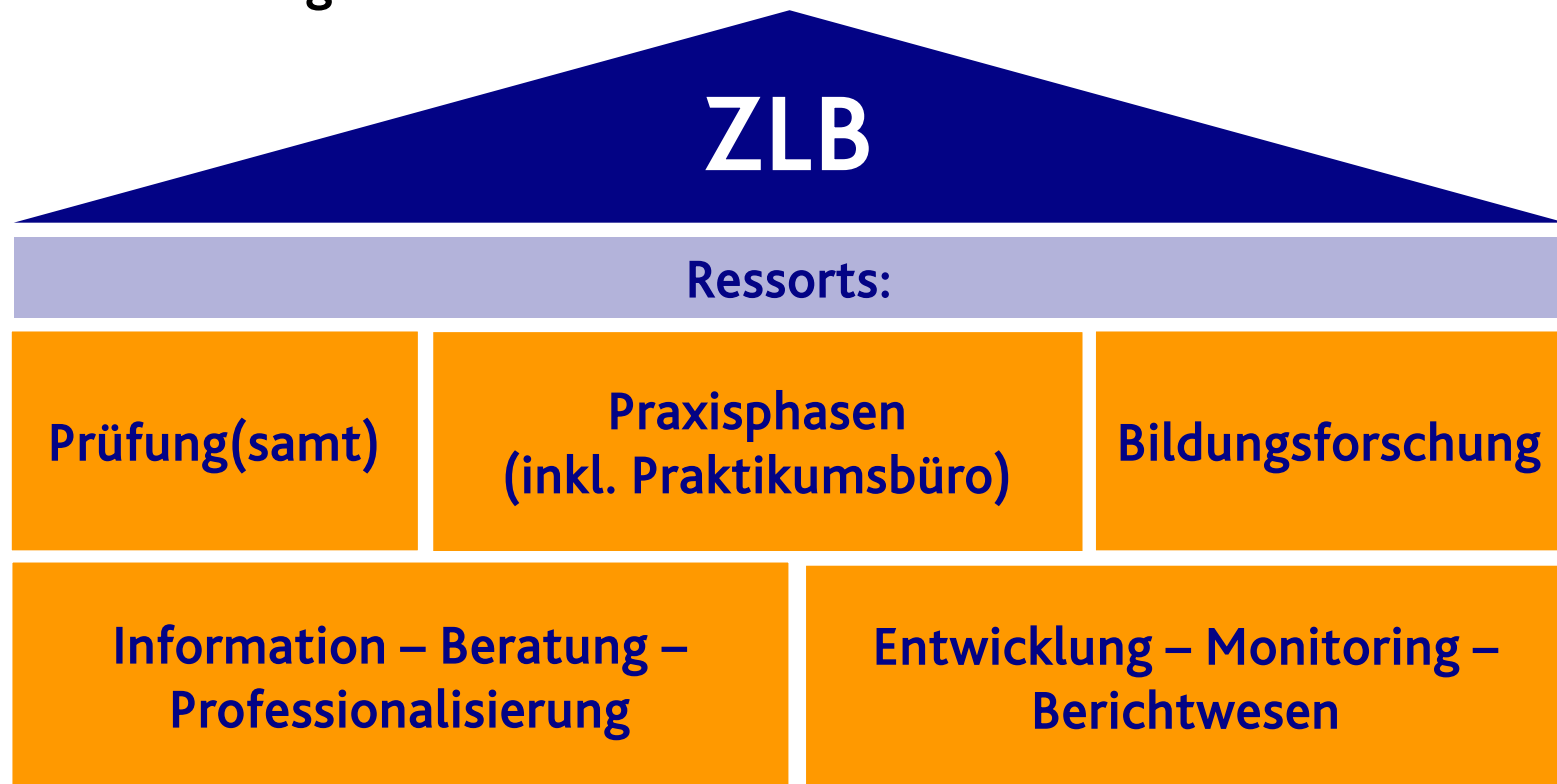 ZLB
Ressorts:
Prüfung(samt)
Praxisphasen
(inkl. Praktikumsbüro)
Bildungsforschung
Information – Beratung –
Professionalisierung
Entwicklung – Monitoring –
Berichtwesen